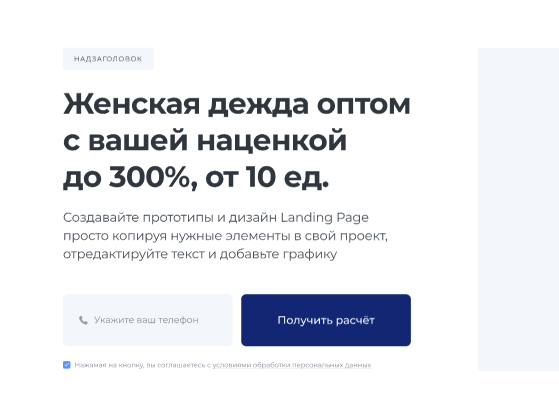 НАДЗАГОЛОВОК
Женская дежда оптом
с вашей наценкой
до 300%, от 10 ед.
Создавайте прототипы и дизайн Landing Page
просто копируя нужные элементы в свой проект,
отредактируйте текст и добавьте графику
Укажите ваш телефон
Получить расчёт
Нажимая на кнопку, вы соглашаетесь с условиями обработки персональных данных